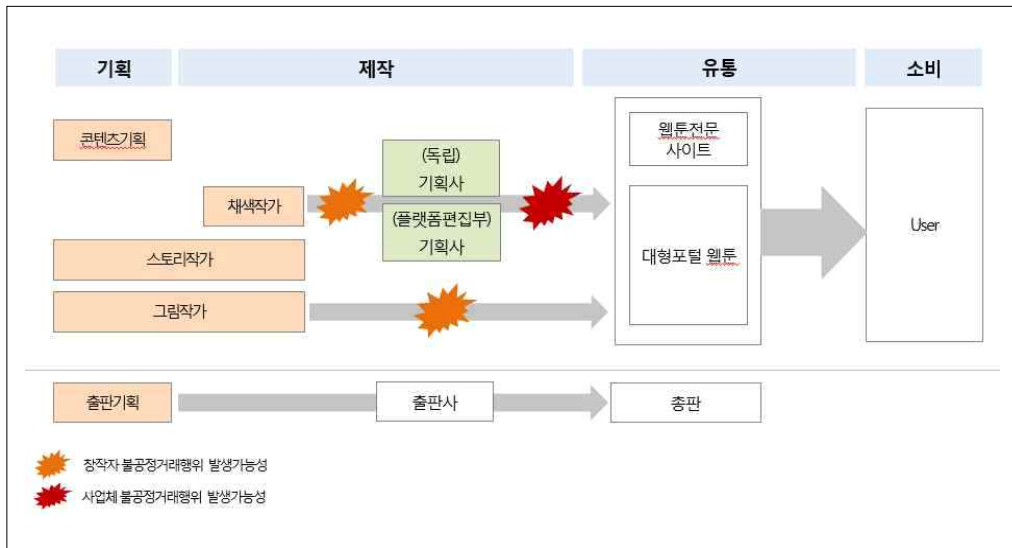 기획
제작
유통
소비
콘텐츠기획
웹툰전문
사이트
(독립)
기획사
채색작가
(플랫폼편집부)
기획사
User
스토리작가
대형포털 웹툰
그림작가
출판기획
출판사
총판
창작자 불공정거래행위 발생가능성
사업체 불공정거래행위 발생가능성